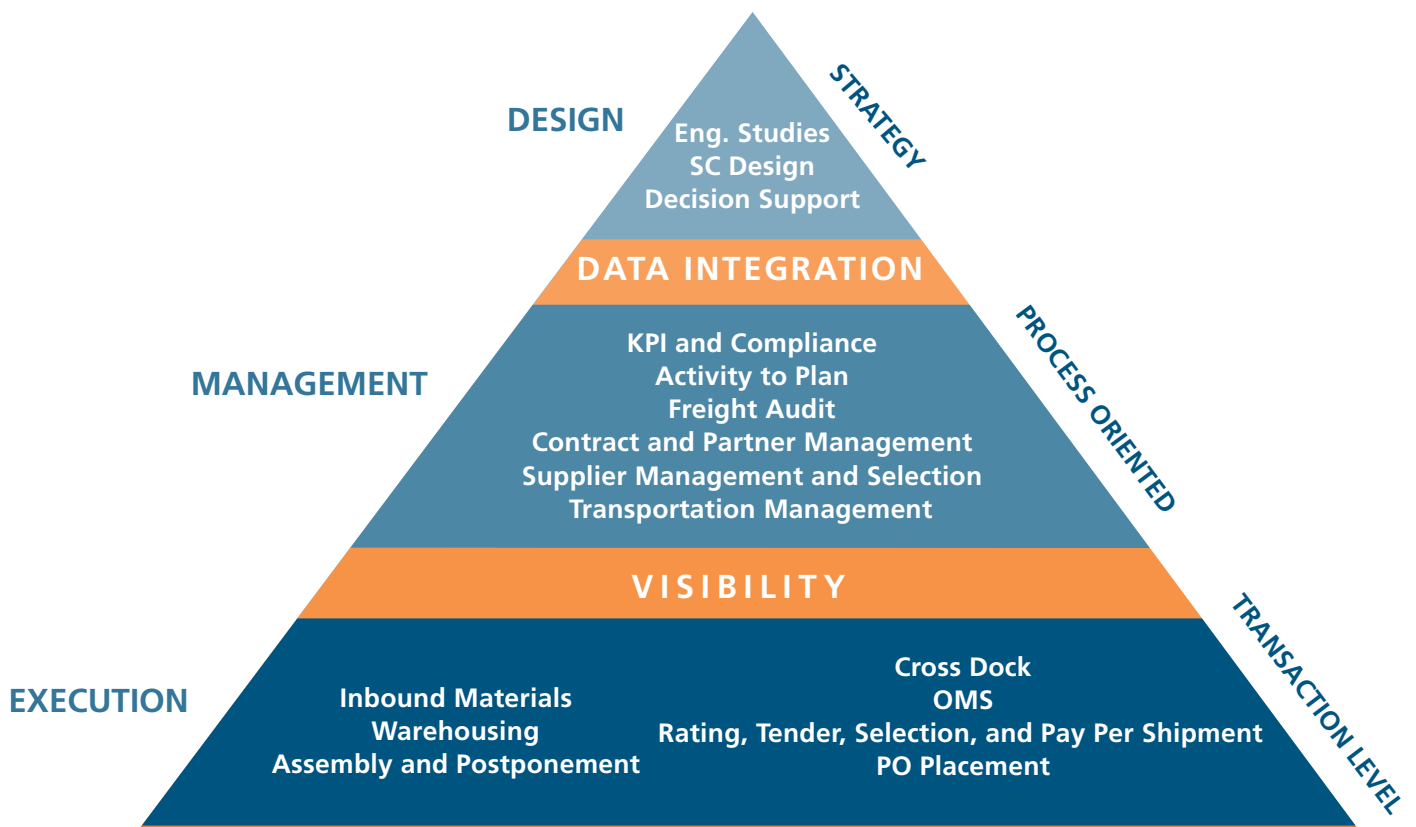 DESIGN
STRATEGY
Eng. Studies
SC Design
Decision Support
DATA INTEGRATION
MANAGEMENT
PROCESS ORIENTED
KPI and Compliance
Activity to Plan
Freight Audit
Contract and Partner Management
Supplier Management and Selection
Transportation Management
VISIBILITY
EXECUTION
TRANSACTION LEVEL
Inbound Materials
Warehousing
Assembly and Postponement
Cross Dock
OMS
Rating, Tender, Selection, and Pay Per Shipment
PO Placement